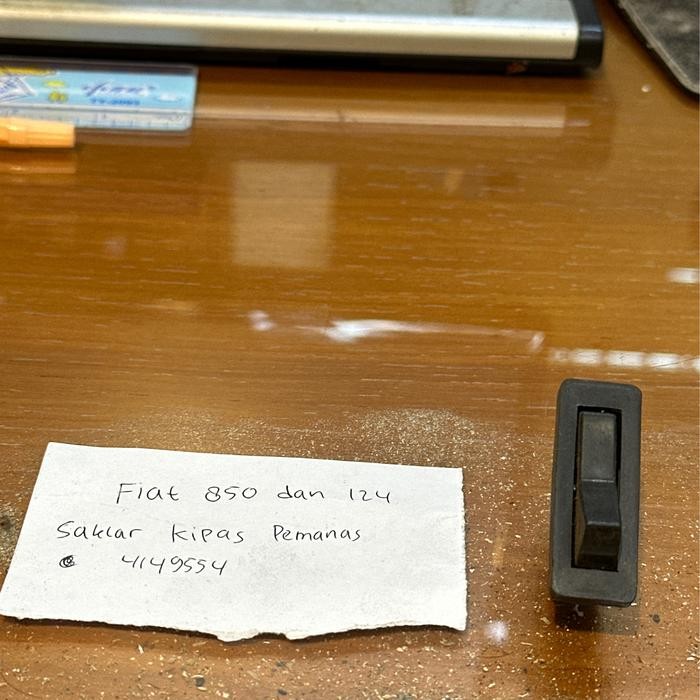 Fiat 850 dan 124
Saklar Kipas Pemanas
4149554